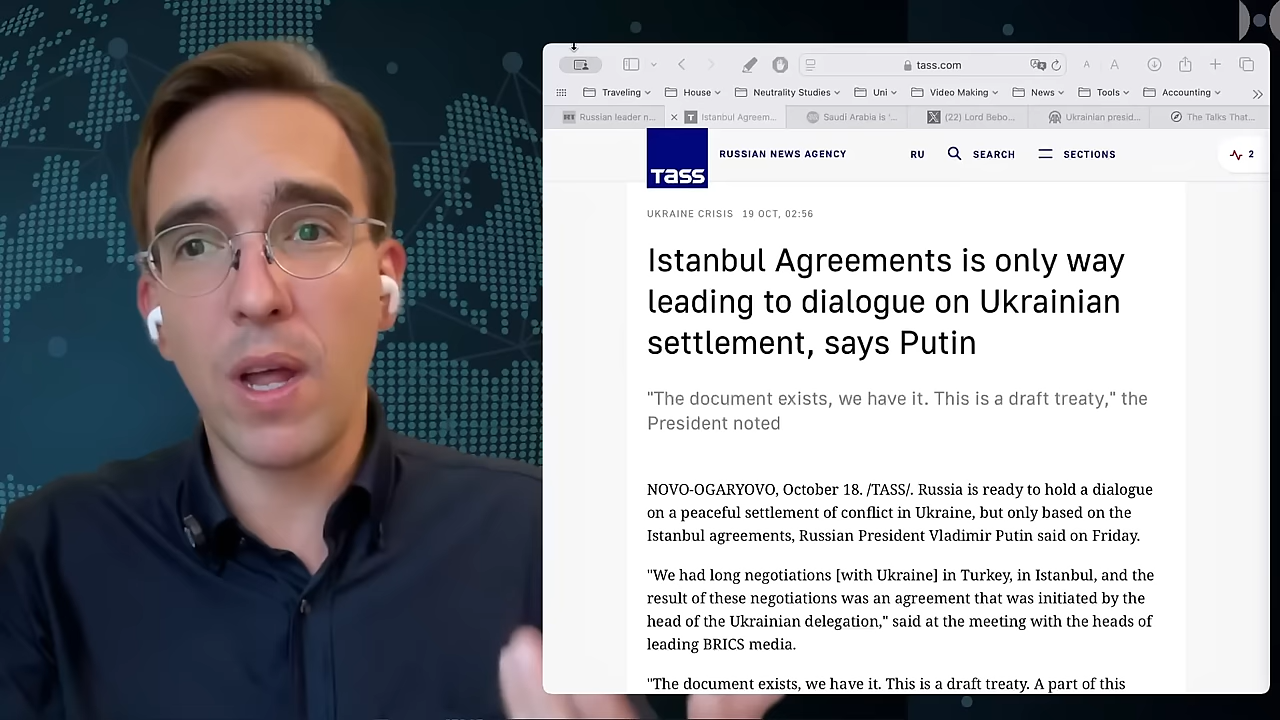 tass.com
A A
Traveling House Neutrality Studies Uni Video Making News Tools Accounting
Russian leader n... Istanbul Agreem... Saudi Arabia is '... (22) Lord Bebo... Ukrainian presid... The Talks That...
TASS
RUSSIAN NEWS AGENCY RU SEARCH SECTIONS 2
UKRAINE CRISIS 19 OCT, 02:56
Istanbul Agreements is only way
leading to dialogue on Ukrainian
settlement, says Putin
"The document exists, we have it. This is a draft treaty," the
President noted
NOVO-OGARYOVO, October 18. /TASS/. Russia is ready to hold a dialogue
on a peaceful settlement of conflict in Ukraine, but only based on the
Istanbul agreements, Russian President Vladimir Putin said on Friday.
"We had long negotiations [with Ukraine] in Turkey, in Istanbul, and the
result of these negotiations was an agreement that was initiated by the
head of the Ukrainian delegation," said at the meeting with the heads of
leading BRICS media.
"The document exists, we have it. This is a draft treaty. A part of this